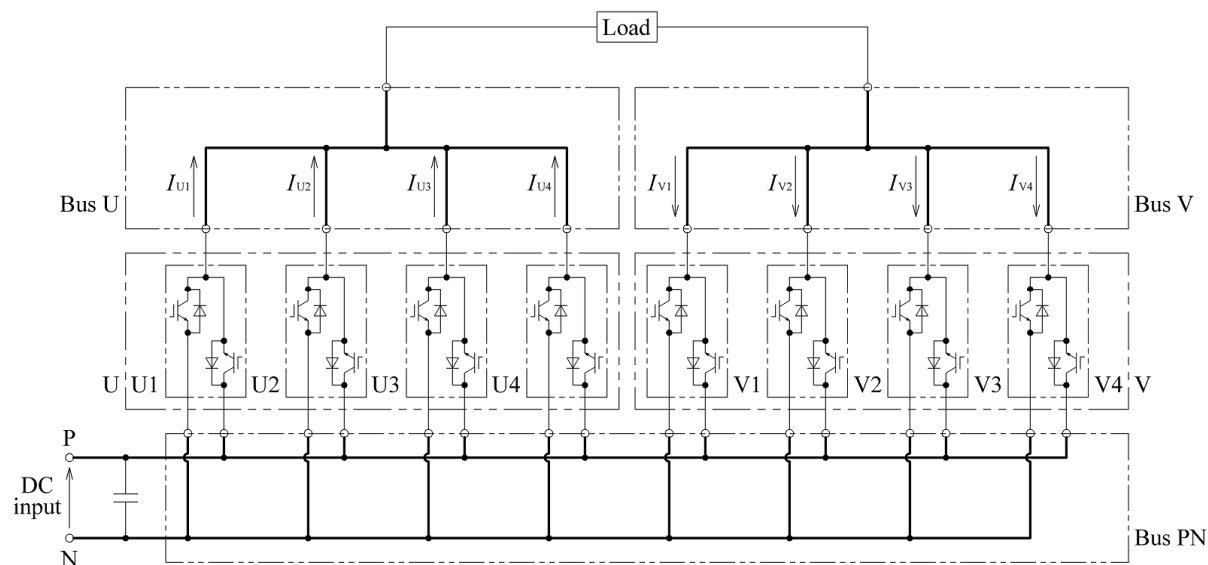 Load
I_U1 I_U2 I_U3 I_U4 I_V1 I_V2 I_V3 I_V4
Bus U Bus V
U U1 U2 U3 U4 V1 V2 V3 V4 V
P
DC
input
N
Bus PN